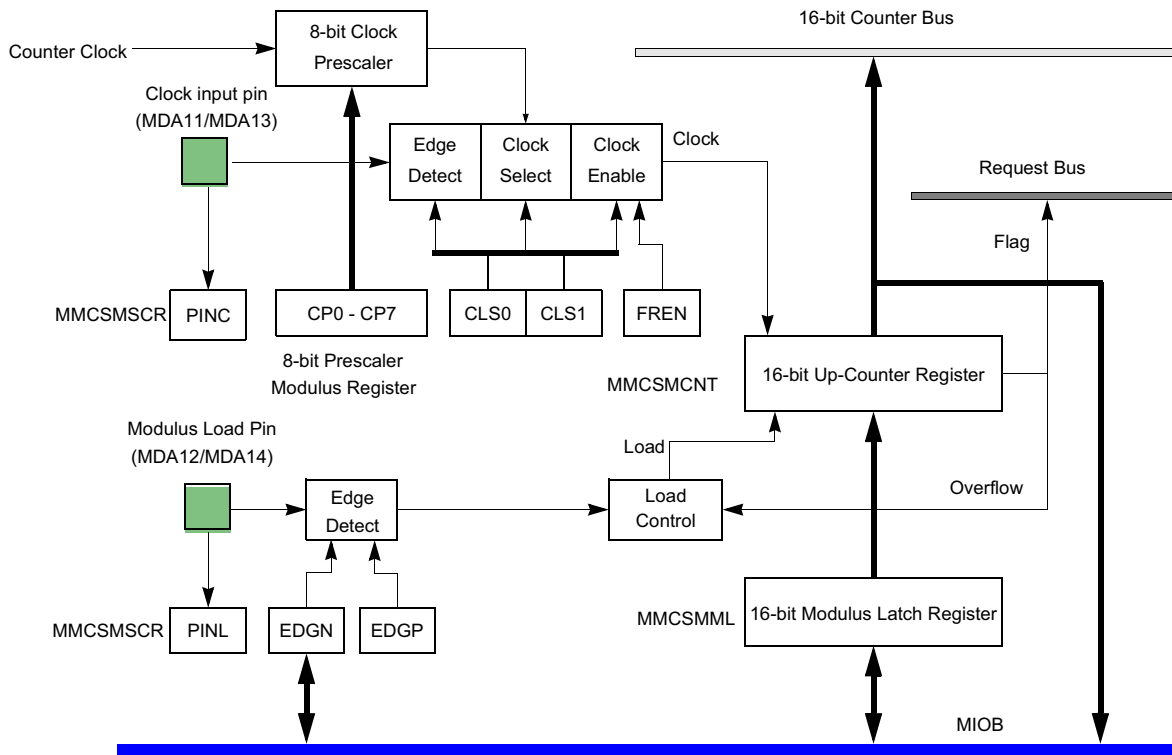 16-bit Counter Bus
8-bit Clock
Prescaler
Counter Clock
Clock input pin
(MDA11/MDA13)
Edge
Detect
Clock
Select
Clock
Enable
Clock
Request Bus
Flag
MMCSMSCR
PINC
CP0 - CP7
CLS0
CLS1
FREN
8-bit Prescaler
Modulus Register
MMCSMCNT
16-bit Up-Counter Register
Modulus Load Pin
(MDA12/MDA14)
Load
Edge
Detect
Load
Control
Overflow
MMCSMSCR
PINL
EDGN
EDGP
MMCSMML
16-bit Modulus Latch Register
MIOB